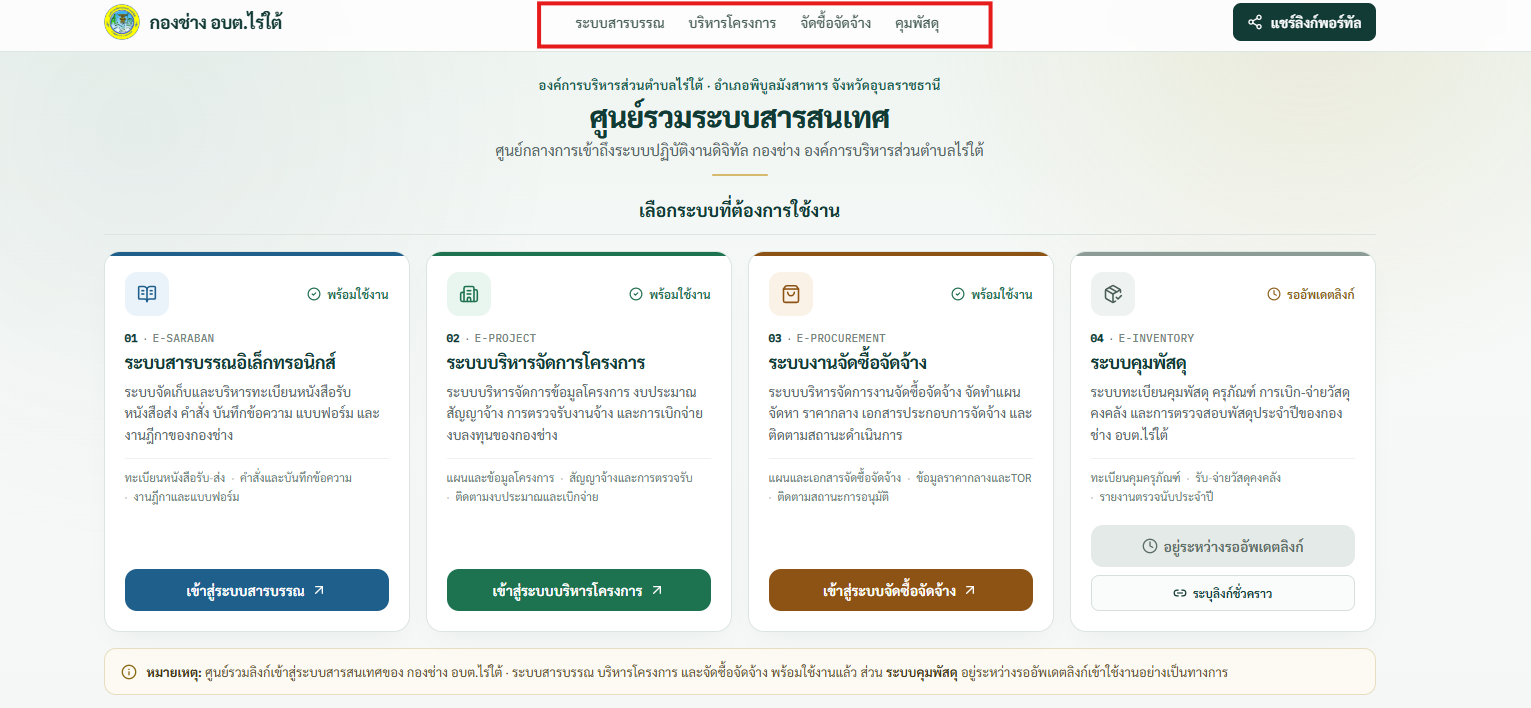 กองช่าง อบต.ไร่ใต้
ระบบสารบรรณ บริหารโครงการ จัดซื้อจัดจ้าง คุมพัสดุ
แชร์ลิงก์พอร์ทัล
องค์การบริหารส่วนตำบลไร่ใต้ · อำเภอพิบูลมังสาหาร จังหวัดอุบลราชธานี
ศูนย์รวมระบบสารสนเทศ
ศูนย์กลางการเข้าถึงระบบปฏิบัติงานดิจิทัล กองช่าง องค์การบริหารส่วนตำบลไร่ใต้
เลือกระบบที่ต้องการใช้งาน
พร้อมใช้งาน
01 · E-SARABAN
ระบบสารบรรณอิเล็กทรอนิกส์
ระบบจัดเก็บและบริหารทะเบียนหนังสือรับ
หนังสือส่ง คำสั่ง บันทึกข้อความ แบบฟอร์ม และ
งานฎีกาของกองช่าง
ทะเบียนหนังสือรับ-ส่ง · คำสั่งและบันทึกข้อความ
· งานฎีกาและแบบฟอร์ม
เข้าสู่ระบบสารบรรณ
พร้อมใช้งาน
02 · E-PROJECT
ระบบบริหารจัดการโครงการ
ระบบบริหารจัดการข้อมูลโครงการ งบประมาณ
สัญญาจ้าง การตรวจรับงานจ้าง และการเบิกจ่าย
งบลงทุนของกองช่าง
แผนและข้อมูลโครงการ · สัญญาจ้างและการตรวจรับ
· ติดตามงบประมาณและเบิกจ่าย
เข้าสู่ระบบบริหารโครงการ
พร้อมใช้งาน
03 · E-PROCUREMENT
ระบบงานจัดซื้อจัดจ้าง
ระบบบริหารจัดการงานจัดซื้อจัดจ้าง จัดทำแผน
จัดหา ราคากลาง เอกสารประกอบการจัดจ้าง และ
ติดตามสถานะดำเนินการ
แผนและเอกสารจัดซื้อจัดจ้าง · ข้อมูลราคากลางและTOR
· ติดตามสถานะการอนุมัติ
เข้าสู่ระบบจัดซื้อจัดจ้าง
รออัพเดตลิงก์
04 · E-INVENTORY
ระบบคุมพัสดุ
ระบบทะเบียนคุมพัสดุ ครุภัณฑ์ การเบิก-จ่ายวัสดุ
คงคลัง และการตรวจสอบพัสดุประจำปีของกอง
ช่าง อบต.ไร่ใต้
ทะเบียนคุมครุภัณฑ์ · รับ-จ่ายวัสดุคงคลัง
· รายงานตรวจนับประจำปี
อยู่ระหว่างรออัพเดตลิงก์
ระบุลิงก์ชั่วคราว
หมายเหตุ: ศูนย์รวมลิงก์เข้าสู่ระบบสารสนเทศของ กองช่าง อบต.ไร่ใต้ · ระบบสารบรรณ บริหารโครงการ และจัดซื้อจัดจ้าง พร้อมใช้งานแล้ว ส่วน ระบบคุมพัสดุ อยู่ระหว่างรออัพเดตลิงก์เข้าใช้งานอย่างเป็นทางการ